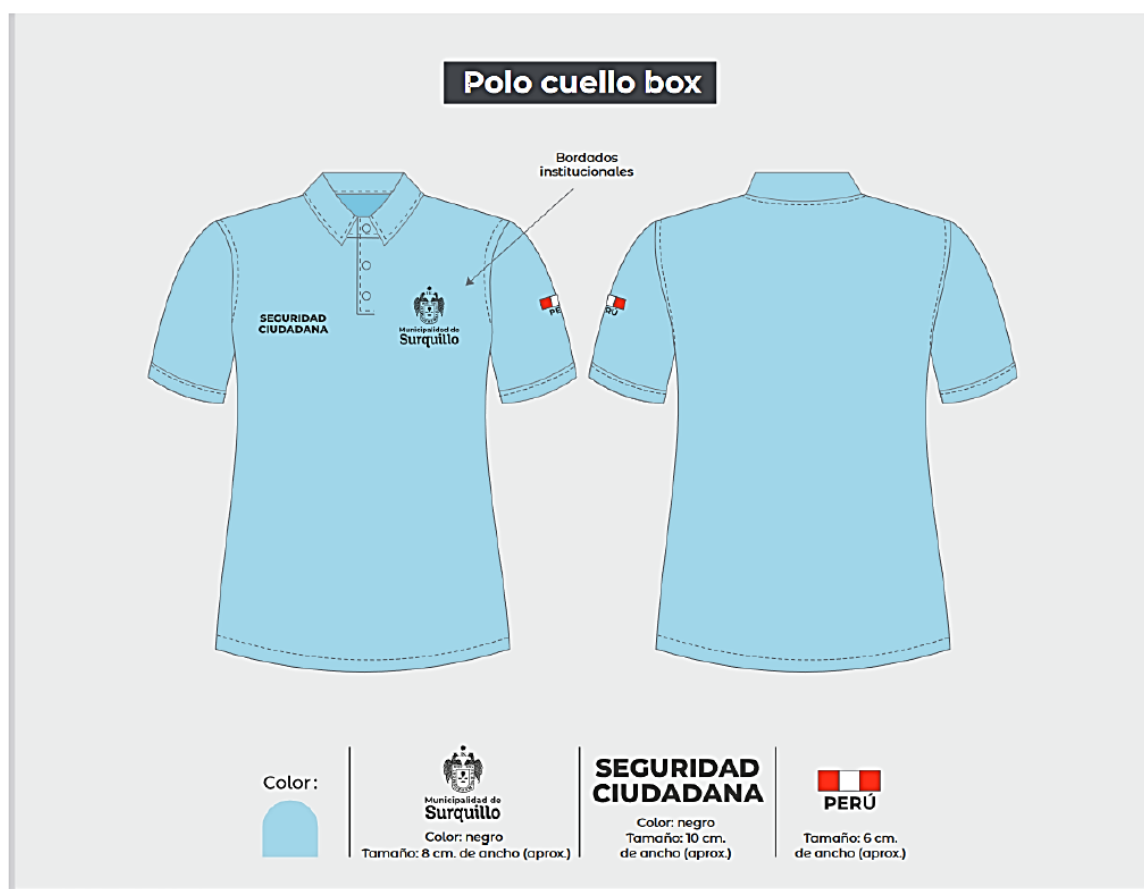 Polo cuello box
Bordados
institucionales
SEGURIDAD
CIUDADANA
Municipalidad de
Surquillo
PE
RÚ
Color:
Municipalidad de
Surquillo
Color: negro
Tamaño: 8 cm. de ancho (aprox.)
SEGURIDAD
CIUDADANA
Color: negro
Tamaño: 10 cm.
de ancho (aprox.)
PERÚ
Tamaño: 6 cm.
de ancho (aprox.)